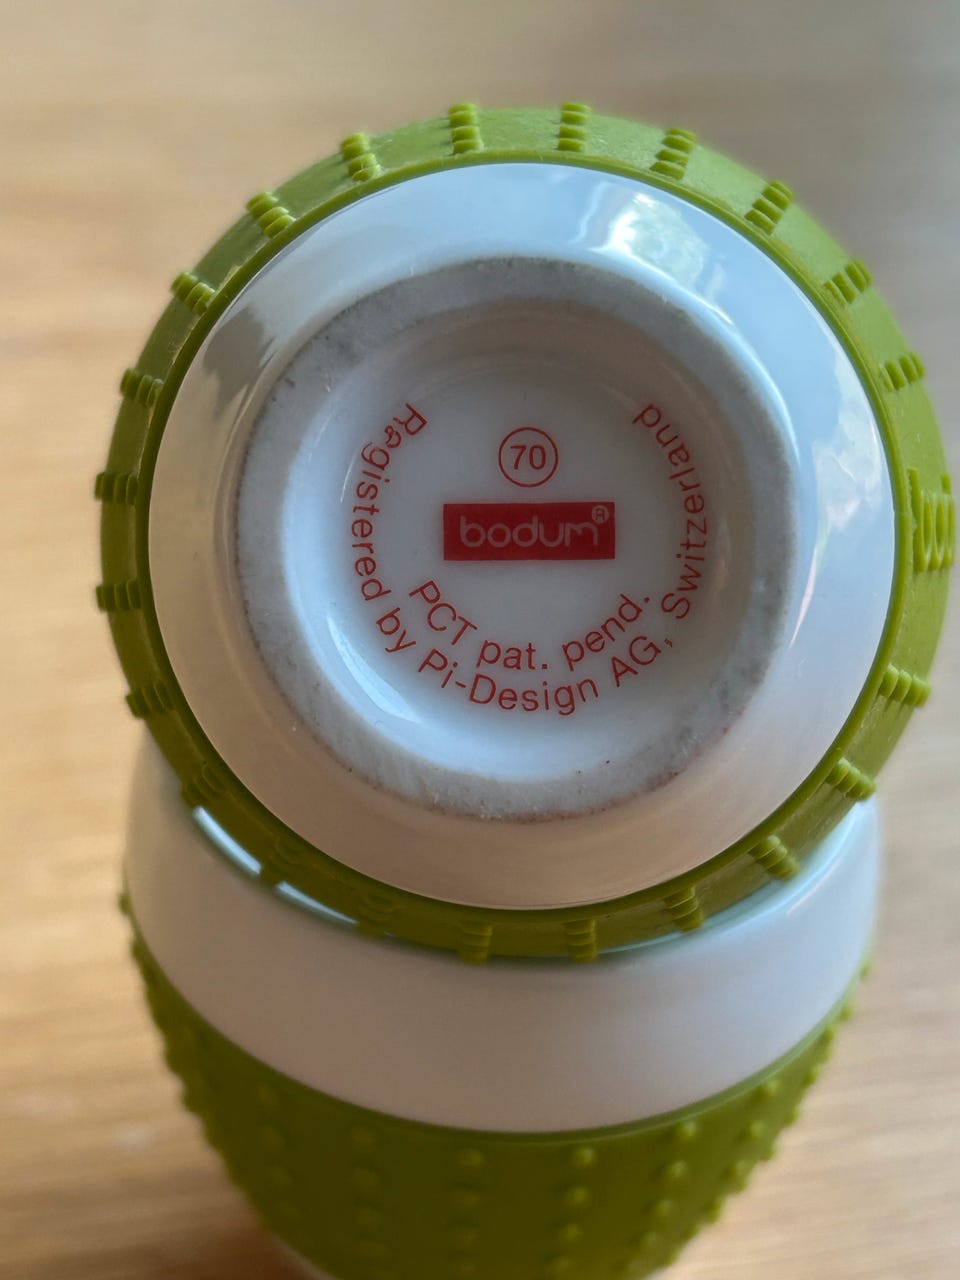 70
bodum®
PCT pat. pend.
Registered by Pi-Design AG, Switzerland